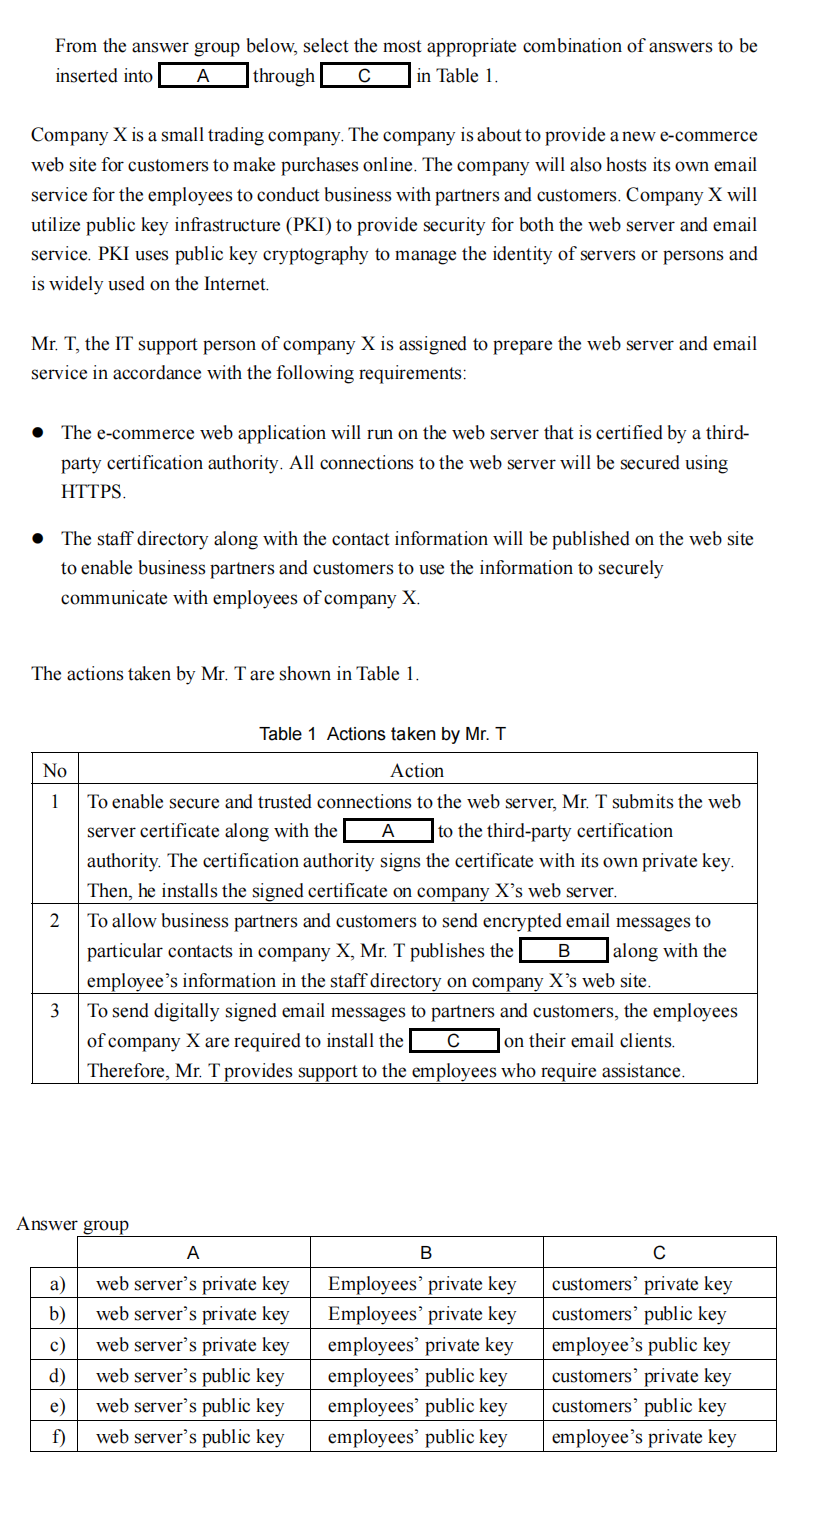 From the answer group below, select the most appropriate combination of answers to be
inserted into A through C in Table 1.
Company X is a small trading company. The company is about to provide a new e-commerce
web site for customers to make purchases online. The company will also hosts its own email
service for the employees to conduct business with partners and customers. Company X will
utilize public key infrastructure (PKI) to provide security for both the web server and email
service. PKI uses public key cryptography to manage the identity of servers or persons and
is widely used on the Internet.
Mr. T, the IT support person of company X is assigned to prepare the web server and email
service in accordance with the following requirements:
● The e-commerce web application will run on the web server that is certified by a third-
party certification authority. All connections to the web server will be secured using
HTTPS.
● The staff directory along with the contact information will be published on the web site
to enable business partners and customers to use the information to securely
communicate with employees of company X.
The actions taken by Mr. T are shown in Table 1.
Table 1 Actions taken by Mr. T
No Action
1 To enable secure and trusted connections to the web server, Mr. T submits the web
server certificate along with the A to the third-party certification
authority. The certification authority signs the certificate with its own private key.
Then, he installs the signed certificate on company X's web server.
2 To allow business partners and customers to send encrypted email messages to
particular contacts in company X, Mr. T publishes the B along with the
employee's information in the staff directory on company X's web site.
3 To send digitally signed email messages to partners and customers, the employees
of company X are required to install the C on their email clients.
Therefore, Mr. T provides support to the employees who require assistance.
Answer group
A B C
a) web server's private key Employees' private key customers' private key
b) web server's private key Employees' private key customers' public key
c) web server's private key employees' private key employee's public key
d) web server's public key employees' public key customers' private key
e) web server's public key employees' public key customers' public key
f) web server's public key employees' public key employee's private key